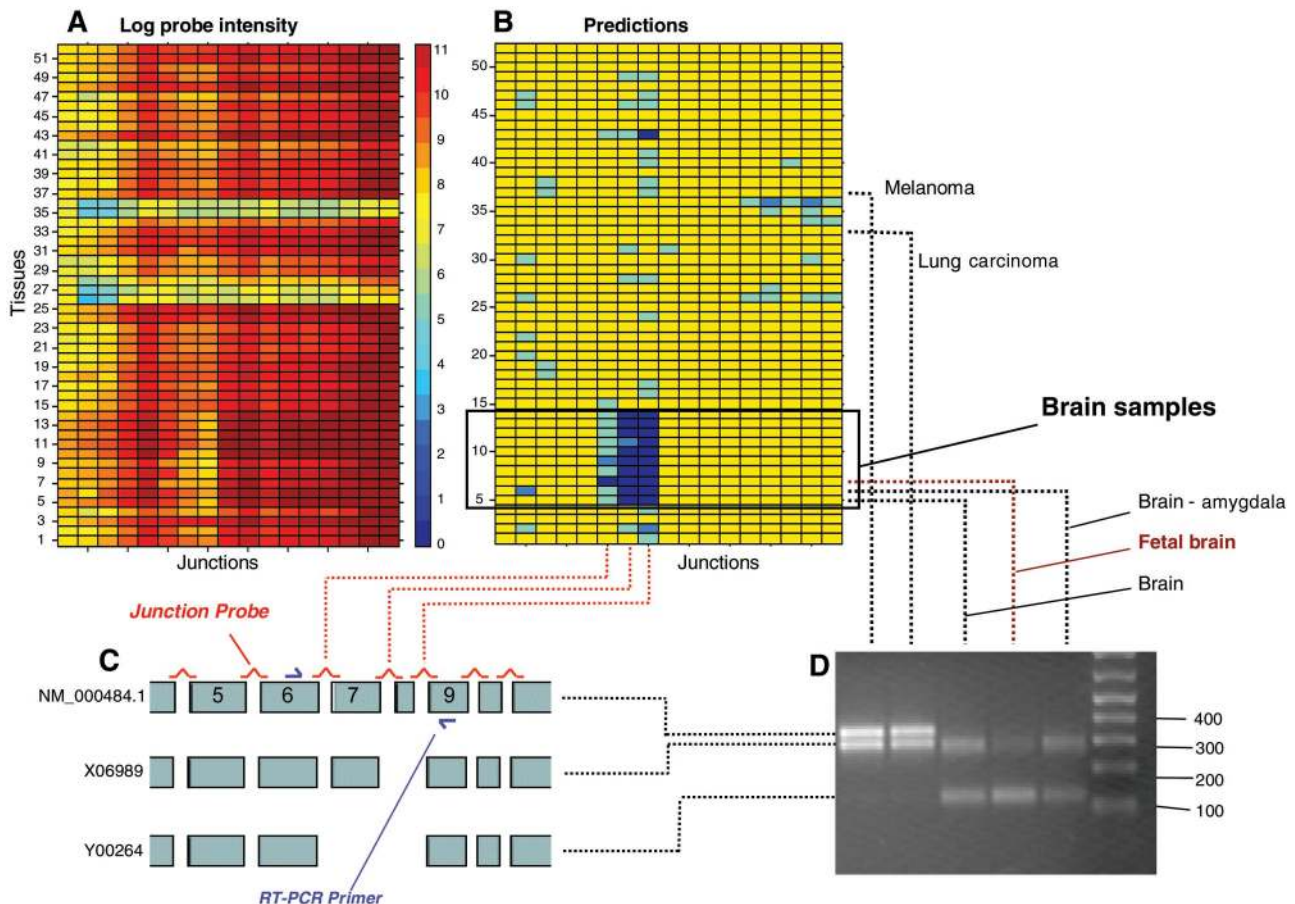 A
Log probe intensity
B
Predictions
51
49
47
45
43
41
39
37
35
33
31
29
27
25
23
21
19
17
15
13
11
9
7
5
3
1
Tissues
Junctions
11
10
9
8
7
6
5
4
3
2
1
0
50
45
40
35
30
25
20
15
10
5
Junctions
Melanoma
Lung carcinoma
Brain samples
Brain - amygdala
Fetal brain
Brain
Junction Probe
C
NM_000484.1
5
6
7
9
X06989
Y00264
RT-PCR Primer
D
400
300
200
100